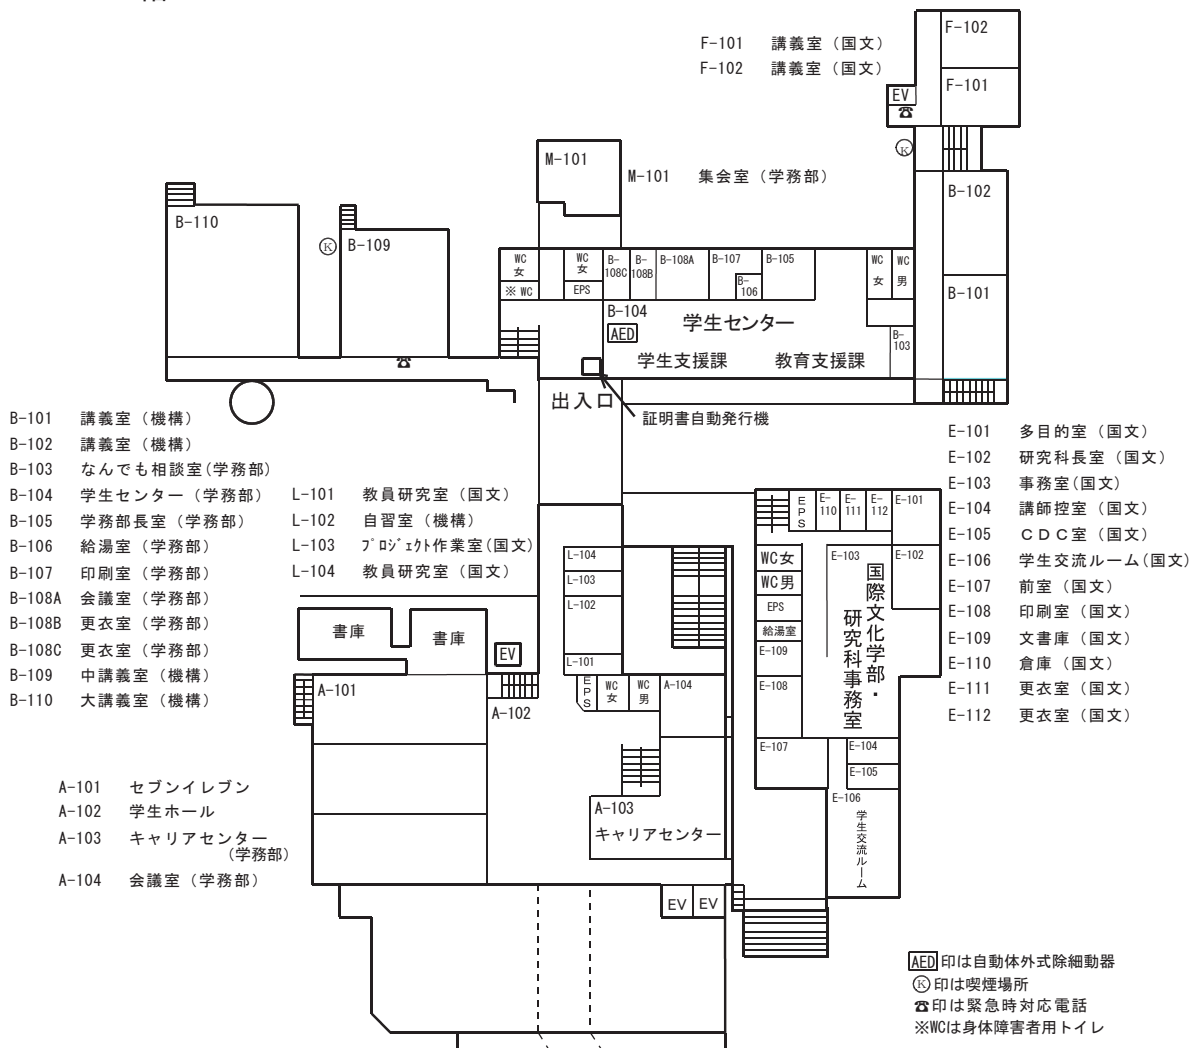 F-101 講義室（国文）
F-102 講義室（国文）
F-102
F-101
EV
☎
Ⓚ
M-101
M-101 集会室（学務部）
B-110
Ⓚ
B-109
☎
B-102
B-101
WC
女
※WC
WC
女
EPS
B-
108C
B-
108B
B-108A
B-107
B-
106
B-105
WC
女
WC
男
B-
103
B-104
AED
学生センター
学生支援課
教育支援課
出入口
証明書自動発行機
B-101 講義室（機構）
B-102 講義室（機構）
B-103 なんでも相談室(学務部)
B-104 学生センター（学務部）
B-105 学務部長室（学務部）
B-106 給湯室（学務部）
B-107 印刷室（学務部）
B-108A 会議室（学務部）
B-108B 更衣室（学務部）
B-108C 更衣室（学務部）
B-109 中講義室（機構）
B-110 大講義室（機構）
L-101 教員研究室（国文）
L-102 自習室（機構）
L-103 ﾌﾟﾛｼﾞｪｸﾄ作業室(国文)
L-104 教員研究室（国文）
E-101 多目的室（国文）
E-102 研究科長室（国文）
E-103 事務室(国文）
E-104 講師控室（国文）
E-105 ＣＤＣ室（国文）
E-106 学生交流ルーム(国文)
E-107 前室（国文）
E-108 印刷室（国文）
E-109 文書庫（国文）
E-110 倉庫（国文）
E-111 更衣室（国文）
E-112 更衣室（国文）
EPS
E-
110
E-
111
E-
112
E-101
E-102
E-103
WC女
WC男
EPS
給湯室
E-109
E-108
E-107
国際文化学部・
研究科事務室
E-104
E-105
E-106
学生交流ルーム
L-104
L-103
L-102
L-101
書庫
書庫
EV
A-101
A-102
EPS
WC
女
WC
男
A-104
A-103
キャリアセンター
EV
EV
A-101 セブンイレブン
A-102 学生ホール
A-103 キャリアセンター
（学務部）
A-104 会議室（学務部）
AED印は自動体外式除細動器
Ⓚ印は喫煙場所
☎印は緊急時対応電話
※WCは身体障害者用トイレ